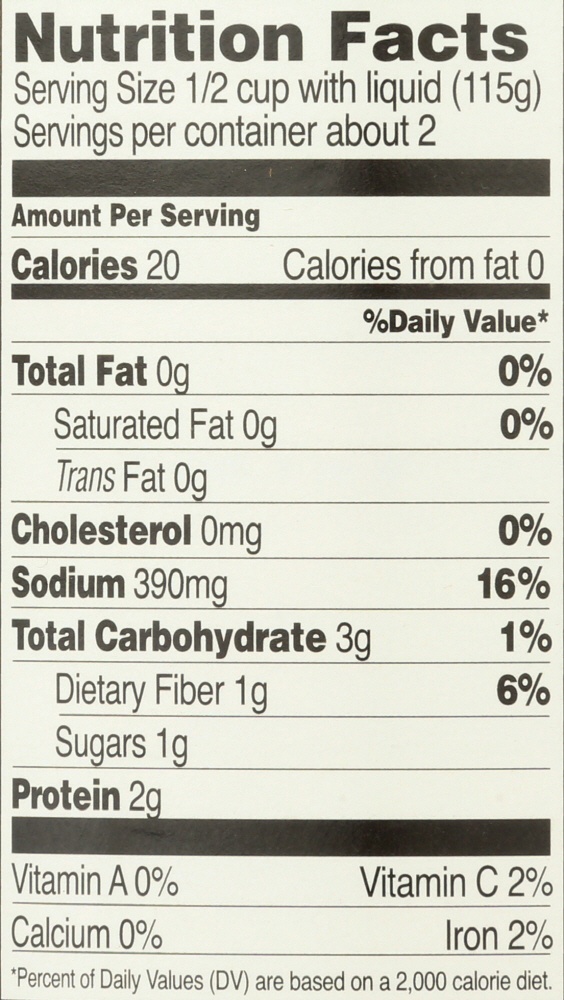 Nutrition Facts
Serving Size 1/2 cup with liquid (115g)
Servings per container about 2
Amount Per Serving
Calories 20 Calories from fat 0
%Daily Value*
Total Fat 0g 0%
Saturated Fat 0g 0%
Trans Fat 0g
Cholesterol 0mg 0%
Sodium 390mg 16%
Total Carbohydrate 3g 1%
Dietary Fiber 1g 6%
Sugars 1g
Protein 2g
Vitamin A 0% Vitamin C 2%
Calcium 0% Iron 2%
*Percent of Daily Values (DV) are based on a 2,000 calorie diet.